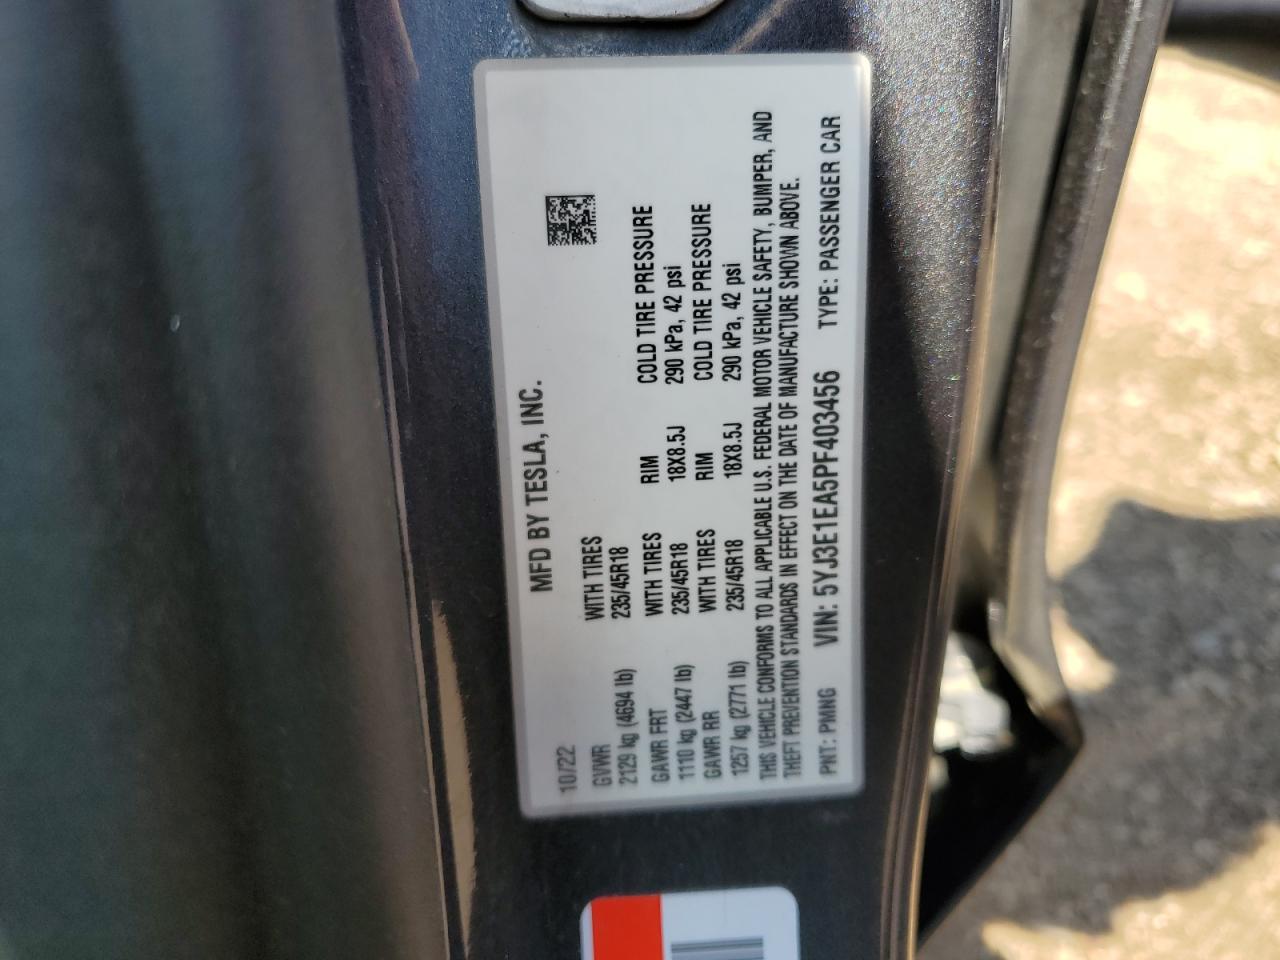 MFD BY TESLA, INC.
10/22
GVWR WITH TIRES
2129 kg (4694 lb) 235/45R18
GAWR FRT WITH TIRES RIM COLD TIRE PRESSURE
1110 kg (2447 lb) 235/45R18 18X8.5J 290 kPa, 42 psi
GAWR RR WITH TIRES RIM COLD TIRE PRESSURE
1257 kg (2771 lb) 235/45R18 18X8.5J 290 kPa, 42 psi
THIS VEHICLE CONFORMS TO ALL APPLICABLE U.S. FEDERAL MOTOR VEHICLE SAFETY, BUMPER, AND
THEFT PREVENTION STANDARDS IN EFFECT ON THE DATE OF MANUFACTURE SHOWN ABOVE.
PNT: PMNG VIN: 5YJ3E1EA5PF403456 TYPE: PASSENGER CAR